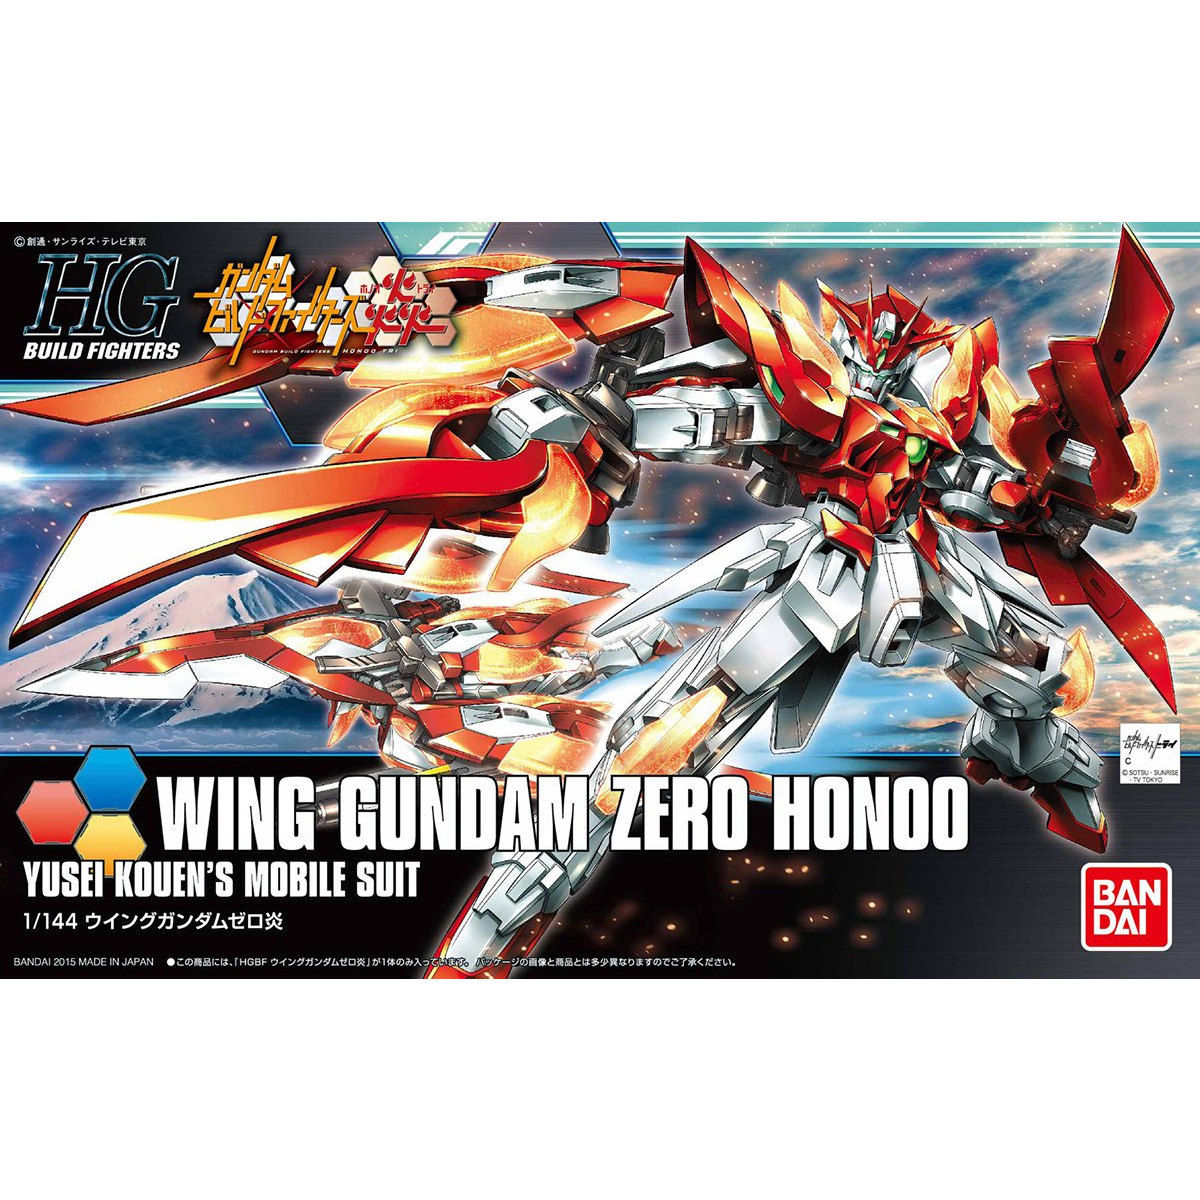 ©創通・サンライズ・テレビ東京
HG
BUILD FIGHTERS
ガンダム
ビルドファイターズ
ホノオ トライ
炎
GUNDAM BUILD FIGHTERS HONOO TRI
WING GUNDAM ZERO HONOO
YUSEI KOUEN'S MOBILE SUIT
1/144 ウイングガンダムゼロ炎
BANDAI 2015 MADE IN JAPAN ●この商品には、「HGBF ウイングガンダムゼロ炎」が1体のみ入っています。 パッケージの画像と商品とは多少異なりますのでご了承ください。
C
©SOTSU・SUNRISE
・TV TOKYO
BAN
DAI